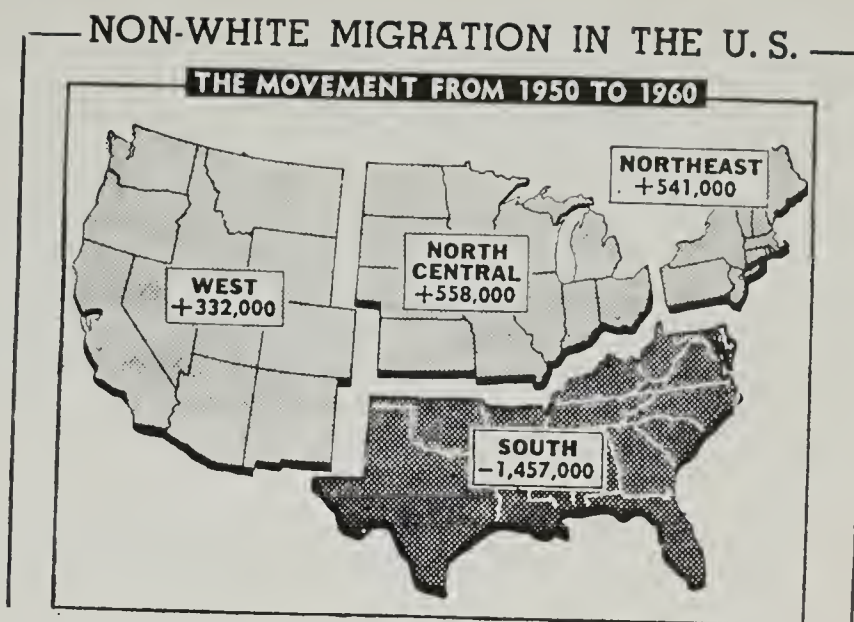 NON-WHITE MIGRATION IN THE U. S.
THE MOVEMENT FROM 1950 TO 1960
NORTHEAST
+541,000
NORTH
CENTRAL
+558,000
WEST
+332,000
SOUTH
-1,457,000